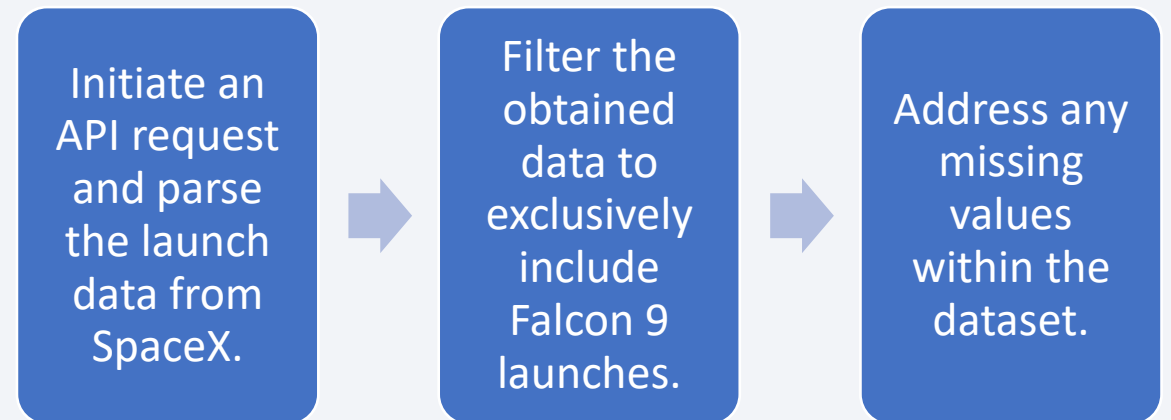 Initiate an
API request
and parse
the launch
data from
SpaceX.
Filter the
obtained
data to
exclusively
include
Falcon 9
launches.
Address any
missing
values
within the
dataset.